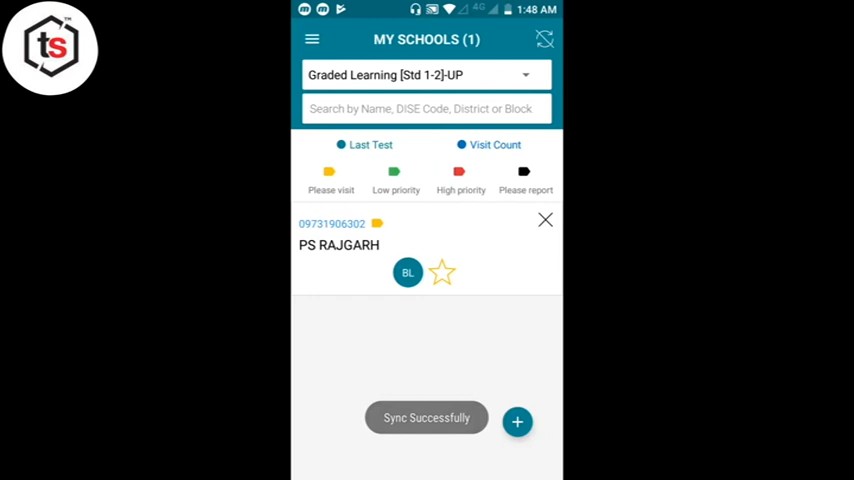 ts
TM
4G
1:48 AM
MY SCHOOLS (1)
Graded Learning [Std 1-2]-UP
Search by Name, DISE Code, District or Block
Last Test
Visit Count
Please visit
Low priority
High priority
Please report
09731906302
PS RAJGARH
BL
Sync Successfully
+